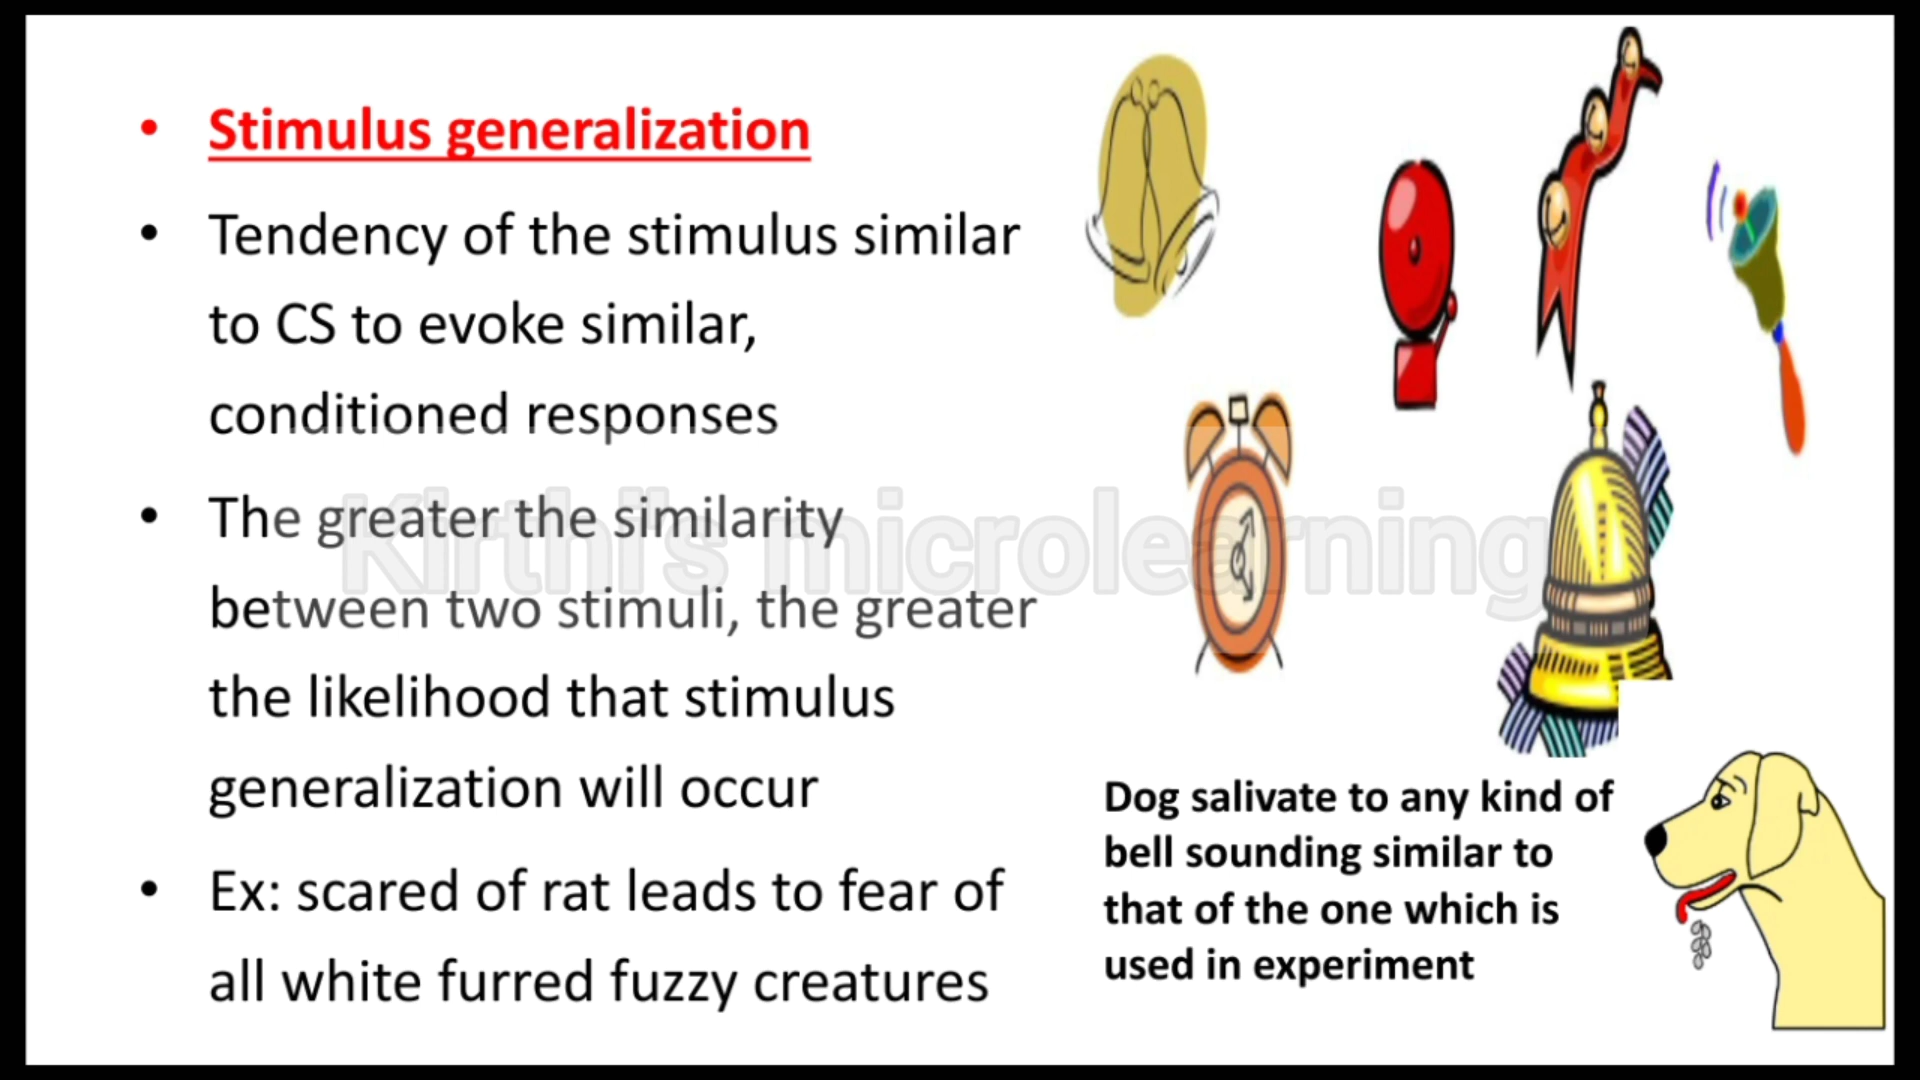 • Stimulus generalization
• Tendency of the stimulus similar
to CS to evoke similar,
conditioned responses
• The greater the similarity
between two stimuli, the greater
the likelihood that stimulus
generalization will occur
• Ex: scared of rat leads to fear of
all white furred fuzzy creatures
Dog salivate to any kind of
bell sounding similar to
that of the one which is
used in experiment
Kirthi's microlearning